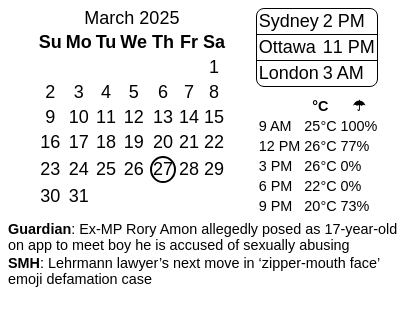 March 2025
Su Mo Tu We Th Fr Sa
1
2 3 4 5 6 7 8
9 10 11 12 13 14 15
16 17 18 19 20 21 22
23 24 25 26 27 28 29
30 31
Sydney 2 PM
Ottawa 11 PM
London 3 AM
°C ☂
9 AM 25°C 100%
12 PM 26°C 77%
3 PM 26°C 0%
6 PM 22°C 0%
9 PM 20°C 73%
Guardian: Ex-MP Rory Amon allegedly posed as 17-year-old
on app to meet boy he is accused of sexually abusing
SMH: Lehrmann lawyer’s next move in ‘zipper-mouth face’
emoji defamation case